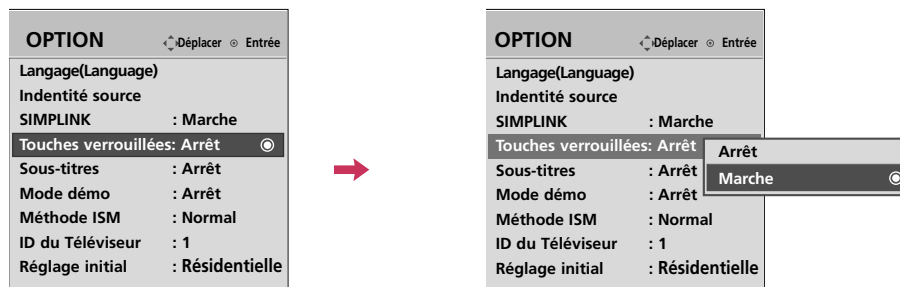 OPTION
Déplacer Entrée
Langage(Language)
Indentité source
SIMPLINK : Marche
Touches verrouillées: Arrêt
Sous-titres : Arrêt
Mode démo : Arrêt
Méthode ISM : Normal
ID du Téléviseur : 1
Réglage initial : Résidentielle
OPTION
Déplacer Entrée
Langage(Language)
Indentité source
SIMPLINK : Marche
Touches verrouillées: Arrêt
Sous-titres : Arrêt
Mode démo : Arrêt
Méthode ISM : Normal
ID du Téléviseur : 1
Réglage initial : Résidentielle
Arrêt
Marche